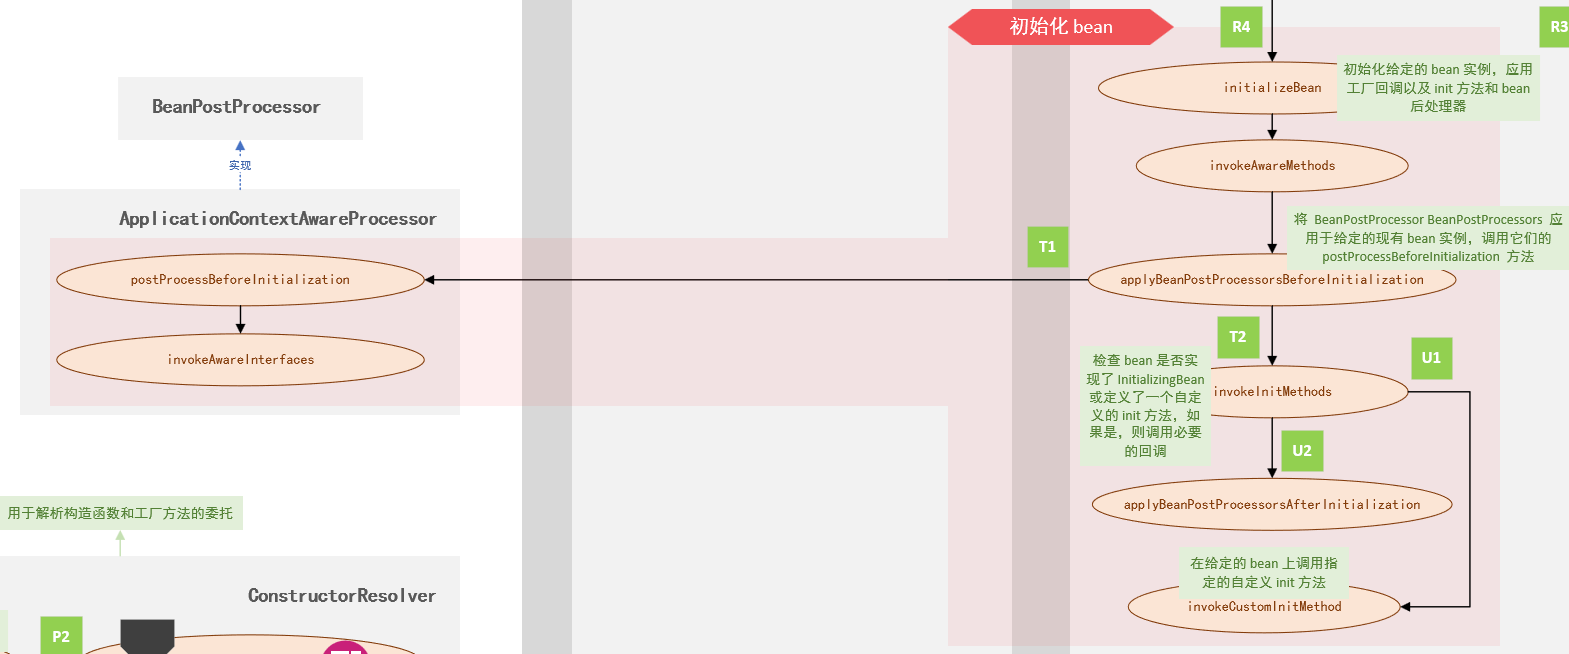 初始化 bean
R4
R3
initializeBean
初始化给定的 bean 实例，应用
工厂回调以及 init 方法和 bean
后处理器
BeanPostProcessor
实现
invokeAwareMethods
ApplicationContextAwareProcessor
将 BeanPostProcessor BeanPostProcessors 应
用于给定的现有 bean 实例，调用它们的
postProcessBeforeInitialization 方法
T1
postProcessBeforeInitialization
applyBeanPostProcessorsBeforeInitialization
T2
invokeAwareInterfaces
U1
检查 bean 是否实
现了 InitializingBean
或定义了一个自定
义的 init 方法，如
果是，则调用必要
的回调
invokeInitMethods
U2
applyBeanPostProcessorsAfterInitialization
用于解析构造函数和工厂方法的委托
在给定的 bean 上调用指
定的自定义 init 方法
invokeCustomInitMethod
ConstructorResolver
P2